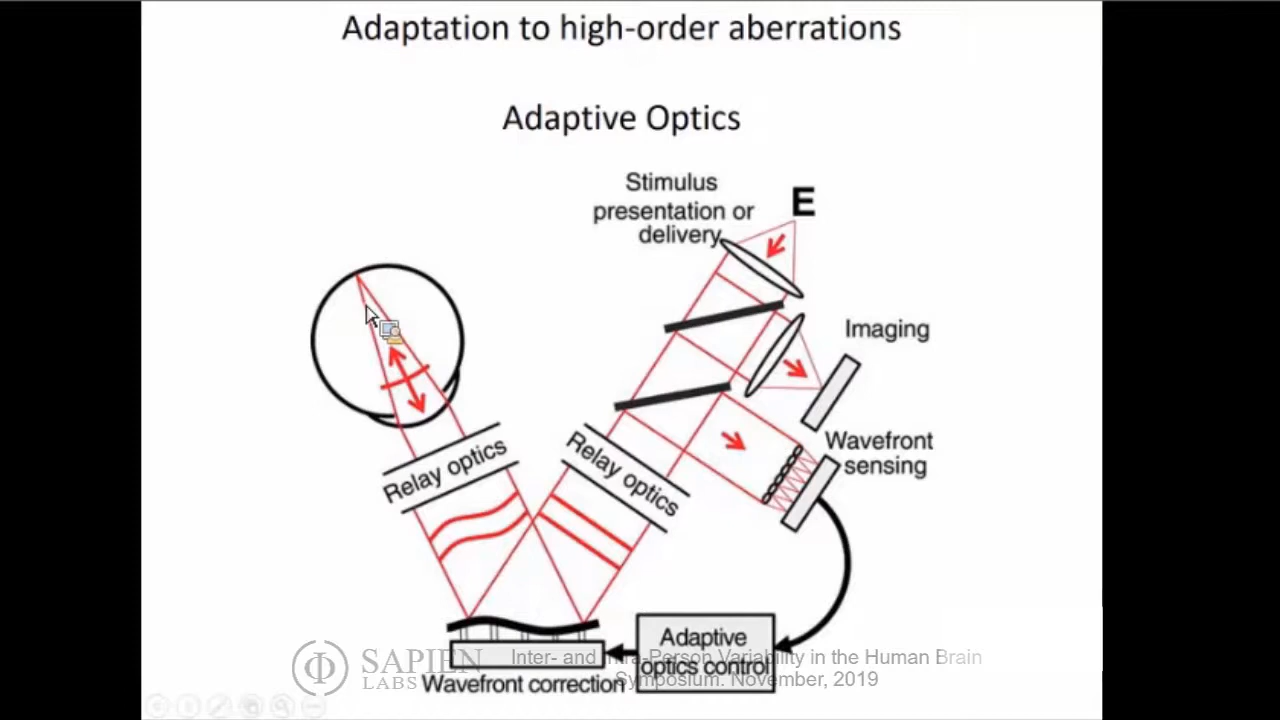 Adaptation to high-order aberrations
Adaptive Optics
Stimulus
presentation or
delivery
E
Imaging
Wavefront
sensing
Relay optics
Relay optics
Adaptive
optics control
Wavefront correction
SAPIEN
LABS
Inter- and Intra-Person Variability in the Human Brain
Symposium. November, 2019